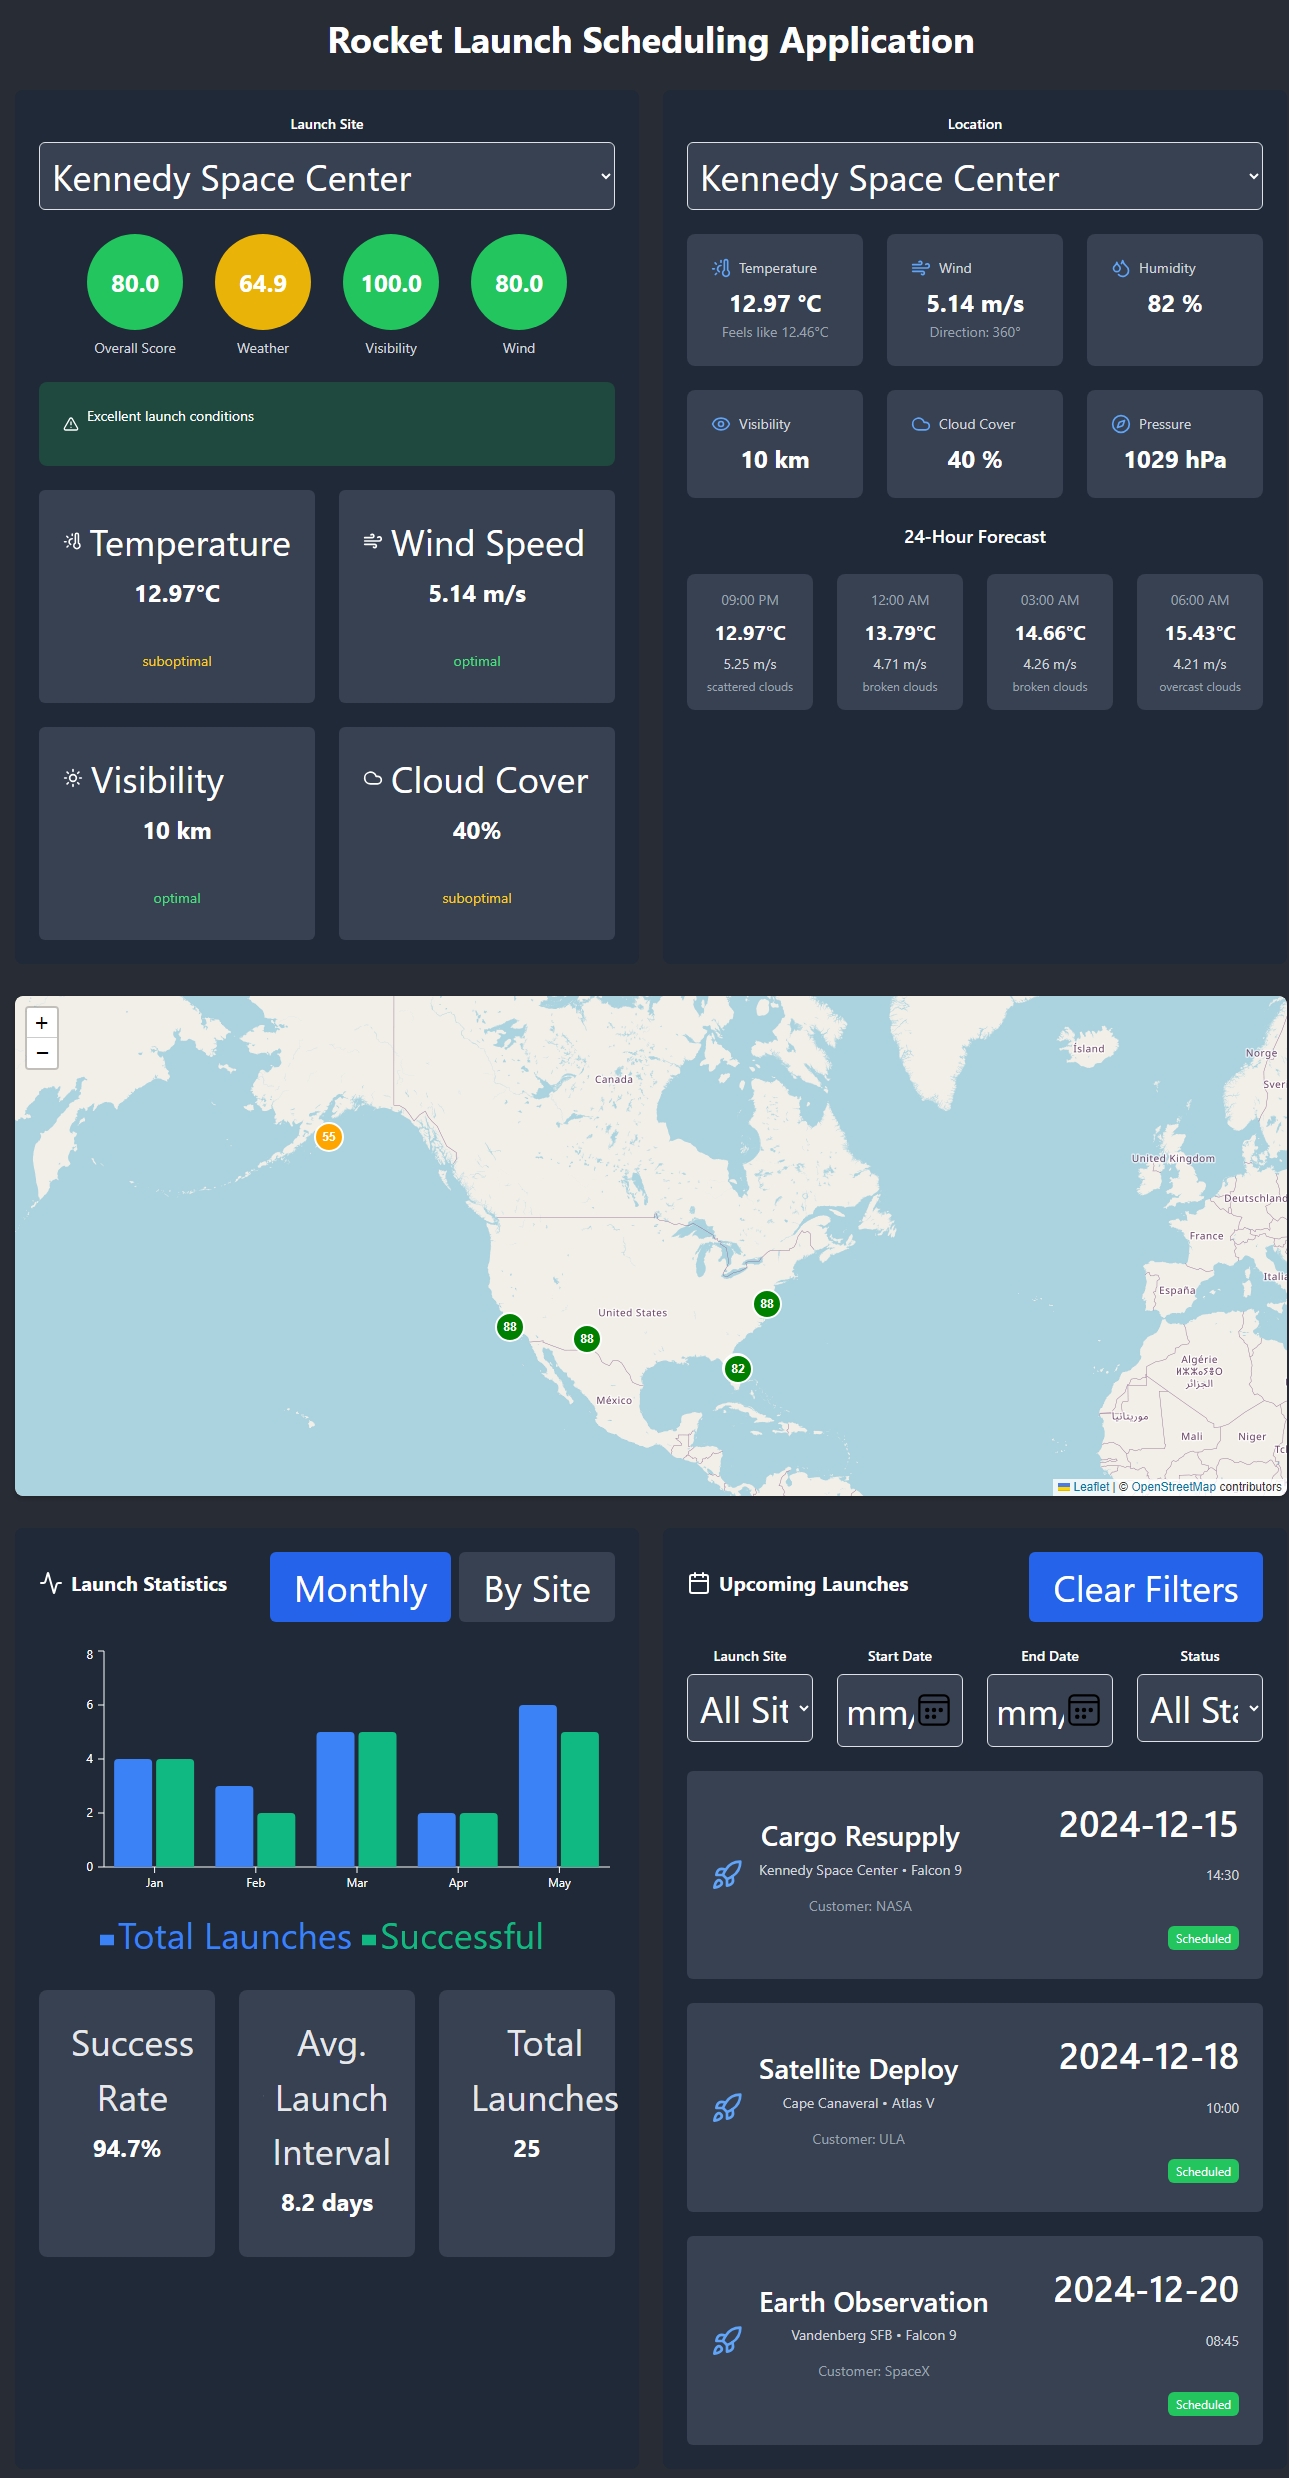 Rocket Launch Scheduling Application
Launch Site
Kennedy Space Center
80.0
64.9
100.0
80.0
Overall Score
Weather
Visibility
Wind
Excellent launch conditions
Temperature
12.97°C
suboptimal
Wind Speed
5.14 m/s
optimal
Visibility
10 km
optimal
Cloud Cover
40%
suboptimal
Location
Kennedy Space Center
Temperature
12.97 °C
Feels like 12.46°C
Wind
5.14 m/s
Direction: 360°
Humidity
82 %
Visibility
10 km
Cloud Cover
40 %
Pressure
1029 hPa
24-Hour Forecast
09:00 PM
12.97°C
5.25 m/s
scattered clouds
12:00 AM
13.79°C
4.71 m/s
broken clouds
03:00 AM
14.66°C
4.26 m/s
broken clouds
06:00 AM
15.43°C
4.21 m/s
overcast clouds
+
−
Canada
Ísland
Norge
Sver
55
United Kingdom
Deutschland
France
Italia
España
88
United States
88
88
82
México
Algérie
ⵍⵣⵣⴰⵢⴻⵔ
الجزائر
موريتانيا
Mali
Niger
Leaflet | © OpenStreetMap contributors
Launch Statistics
Monthly
By Site
8
6
4
2
0
Jan
Feb
Mar
Apr
May
Total Launches
Successful
Success
Rate
94.7%
Avg.
Launch
Interval
8.2 days
Total
Launches
25
Upcoming Launches
Clear Filters
Launch Site
Start Date
End Date
Status
All Sit
mm/
mm/
All Sta
Cargo Resupply
Kennedy Space Center • Falcon 9
Customer: NASA
2024-12-15
14:30
Scheduled
Satellite Deploy
Cape Canaveral • Atlas V
Customer: ULA
2024-12-18
10:00
Scheduled
Earth Observation
Vandenberg SFB • Falcon 9
Customer: SpaceX
2024-12-20
08:45
Scheduled